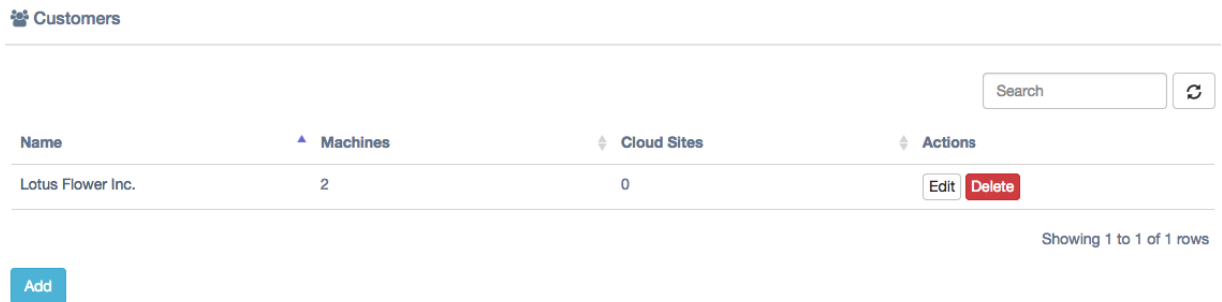 Customers
Search
Name Machines Cloud Sites Actions
Lotus Flower Inc. 2 0 Edit Delete
Showing 1 to 1 of 1 rows
Add